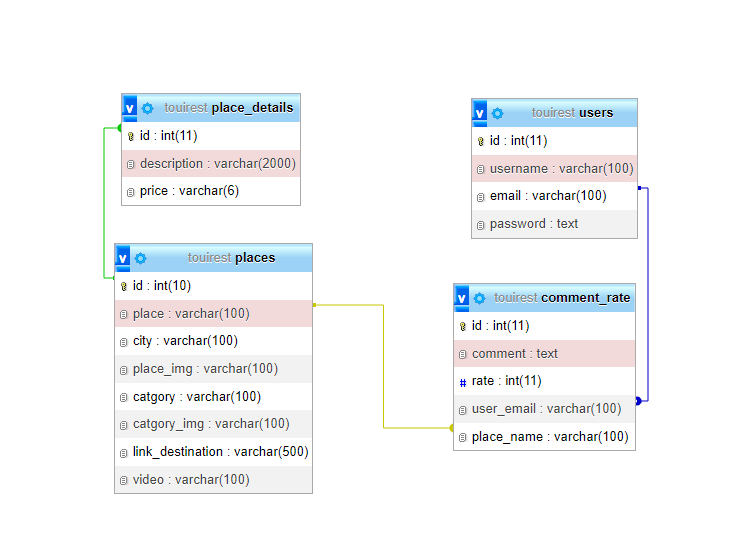 touirest place_details
id : int(11)
description : varchar(2000)
price : varchar(6)
touirest users
id : int(11)
username : varchar(100)
email : varchar(100)
password : text
touirest places
id : int(10)
place : varchar(100)
city : varchar(100)
place_img : varchar(100)
catgory : varchar(100)
catgory_img : varchar(100)
link_destination : varchar(500)
video : varchar(100)
touirest comment_rate
id : int(11)
comment : text
# rate : int(11)
user_email : varchar(100)
place_name : varchar(100)